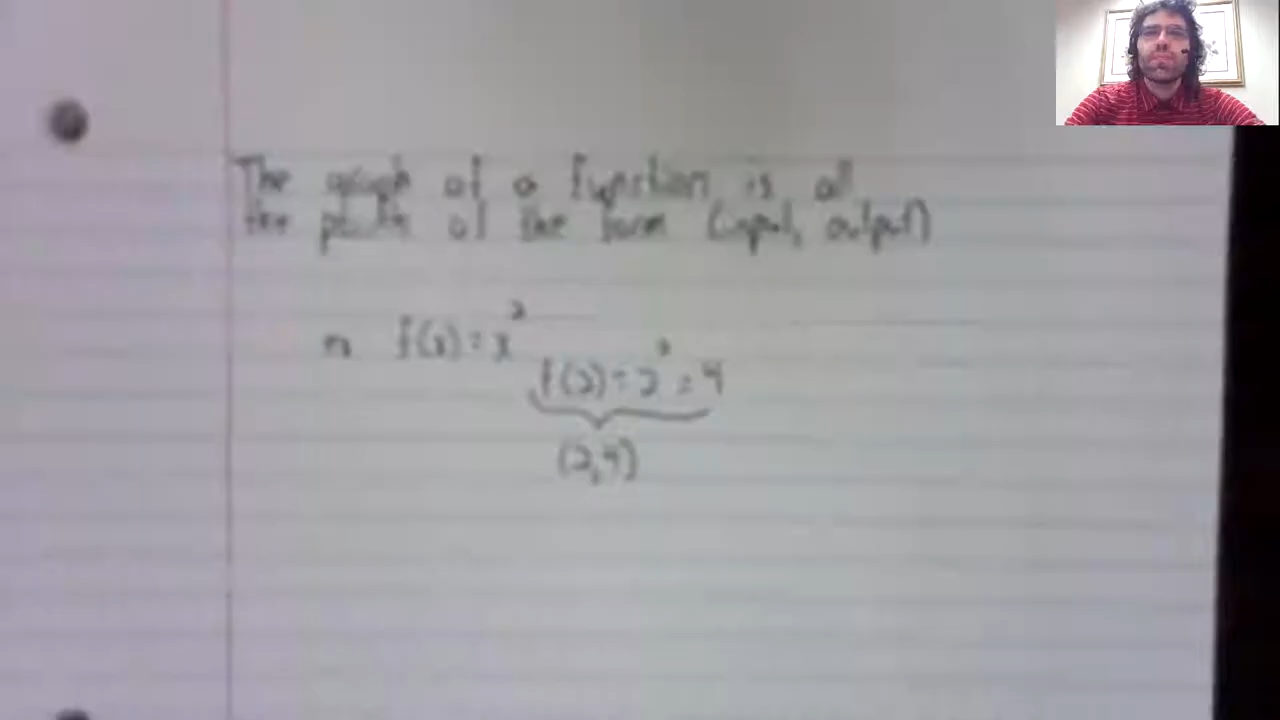 The graph of a function is all
the points of the form (input, output)
f(x) = x²
f(2) = 2² = 4
(2,4)